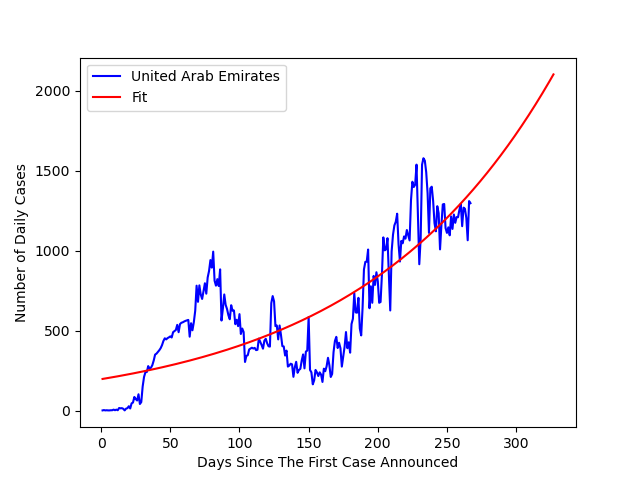 United Arab Emirates
Fit
2000
1500
1000
500
0
Number of Daily Cases
0 50 100 150 200 250 300
Days Since The First Case Announced